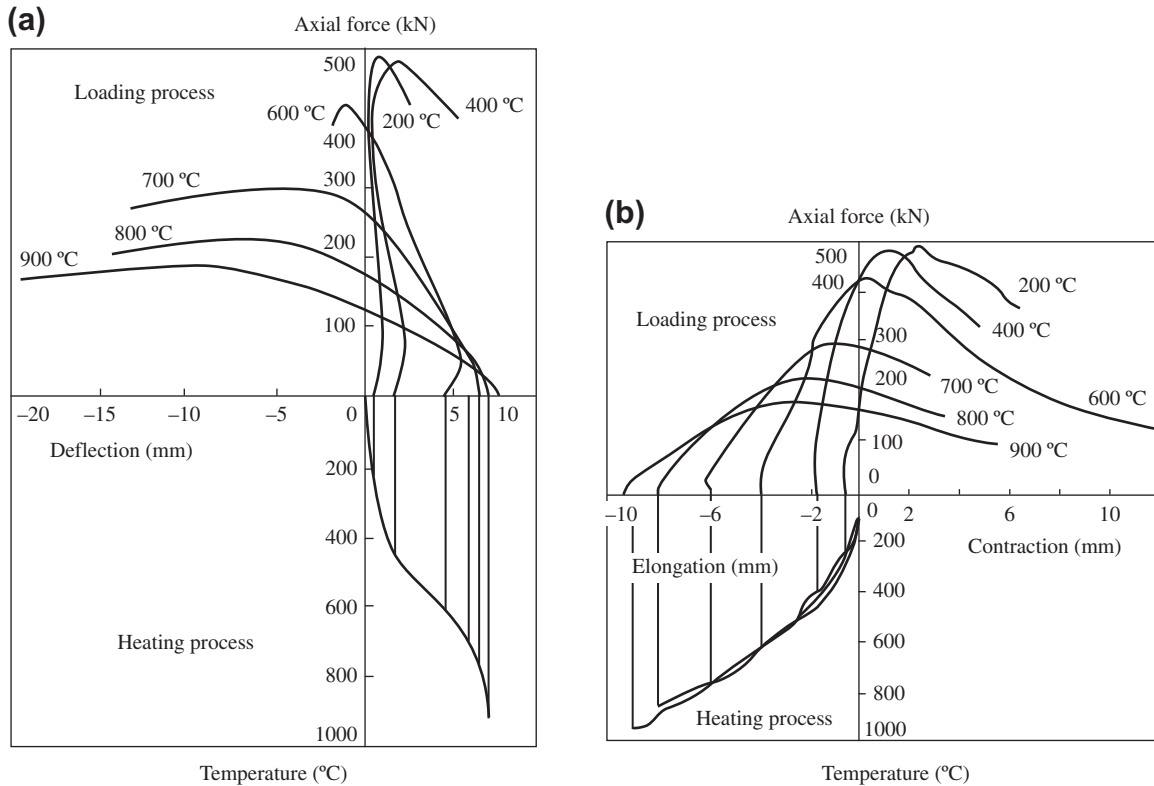 (a)
Axial force (kN)
500
Loading process
600 ºC
400 ºC
200 ºC
400
700 ºC
300
800 ºC
200
900 ºC
100
−20
−15
−10
−5
0
5
10
Deflection (mm)
200
400
600
Heating process
800
1000
Temperature (ºC)
(b)
Axial force (kN)
500
400
200 ºC
Loading process
400 ºC
300
700 ºC
200
600 ºC
800 ºC
100
900 ºC
0
−10
−6
−2
0
2
6
10
200
Contraction (mm)
Elongation (mm)
400
600
800
Heating process
1000
Temperature (ºC)